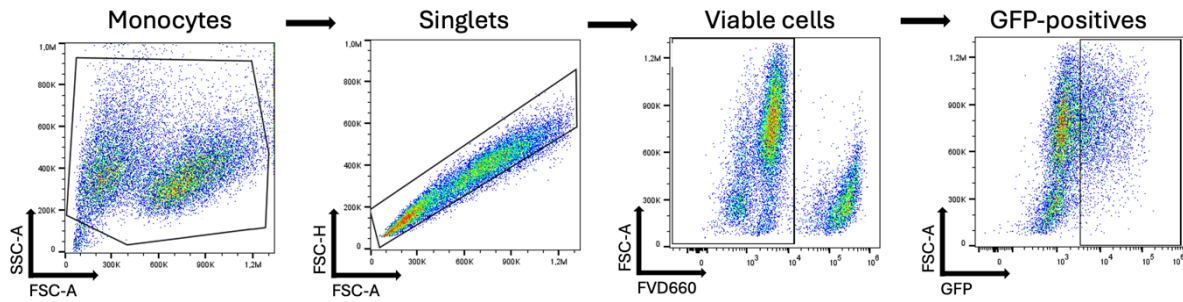 Monocytes
Singlets
Viable cells
GFP-positives
1,0M
800K
600K
400K
200K
0
0
300K
600K
900K
1,2M
SSC-A
FSC-A
1,0M
800K
600K
400K
200K
0
0
300K
600K
900K
1,2M
FSC-H
FSC-A
1,2M
900K
600K
300K
0
0
10³
10⁴
10⁵
10⁶
FSC-A
FVD660
1,2M
900K
600K
300K
0
0
10³
10⁴
10⁵
10⁶
FSC-A
GFP